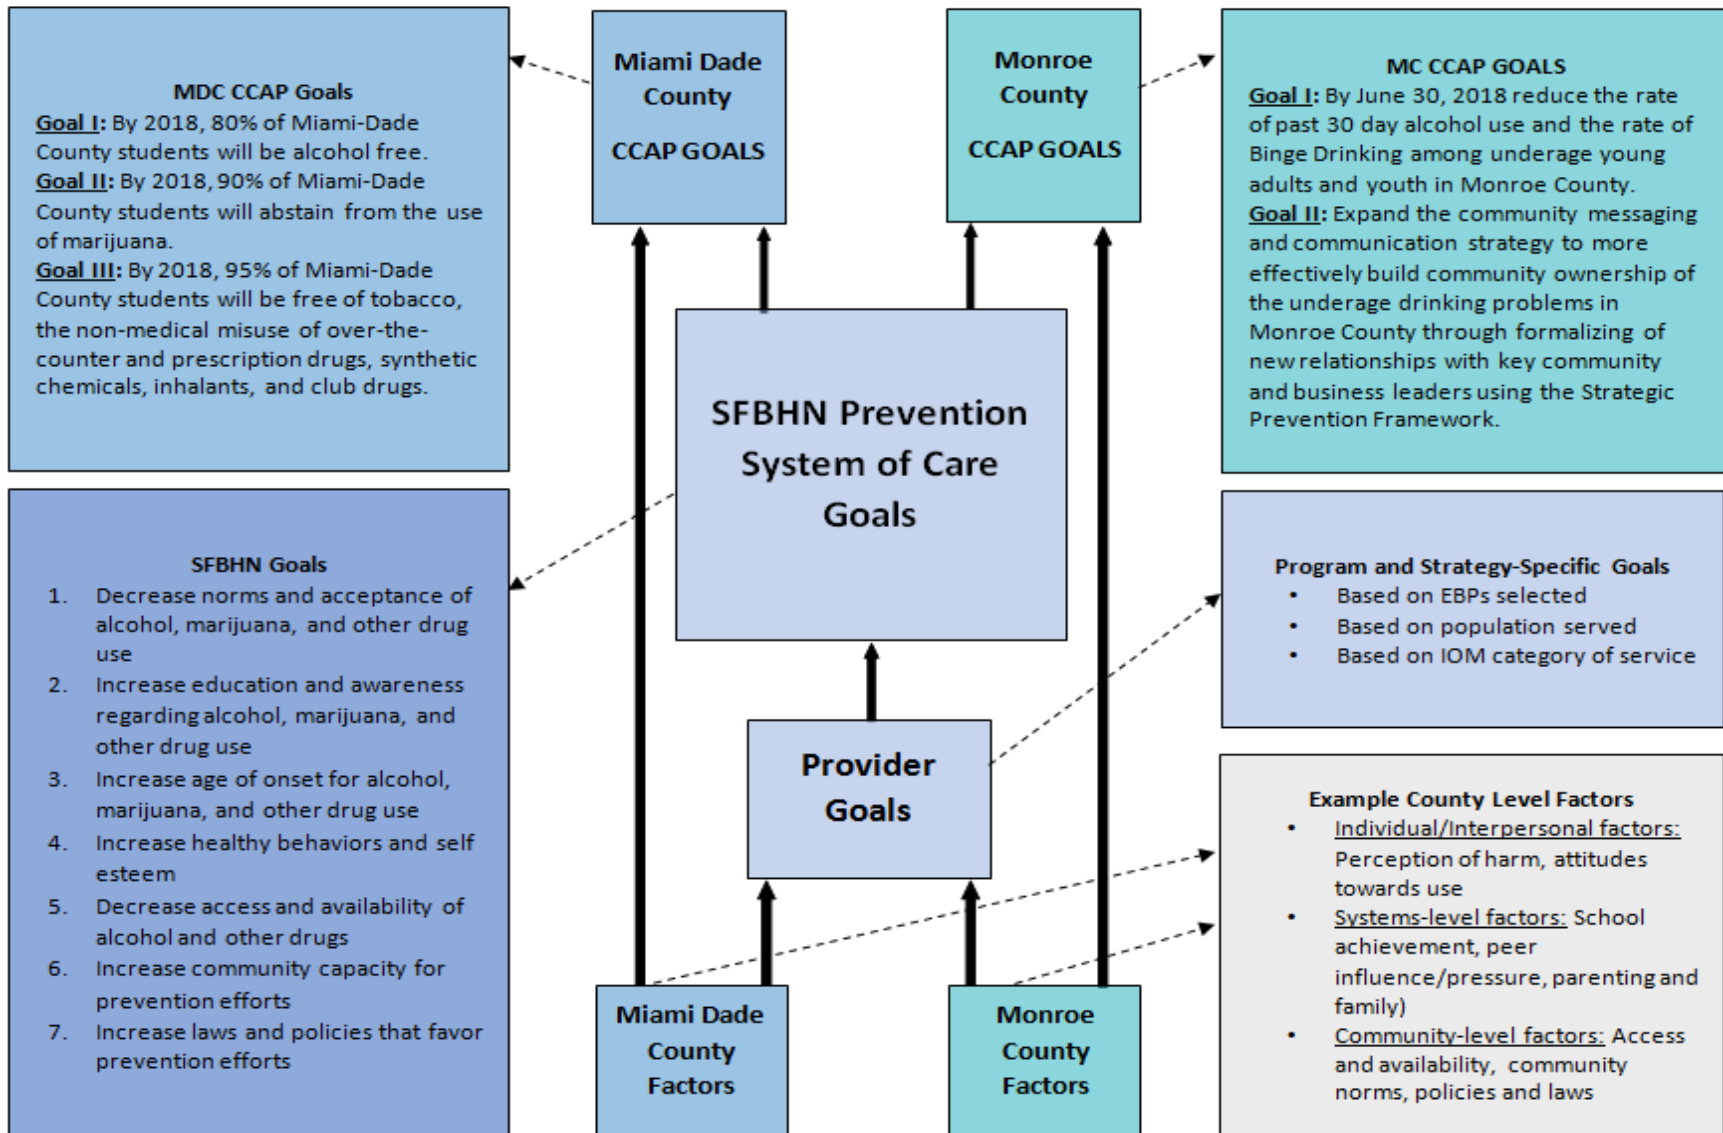 MDC CCAP Goals
Goal I: By 2018, 80% of Miami-Dade
County students will be alcohol free.
Goal II: By 2018, 90% of Miami-Dade
County students will abstain from the use
of marijuana.
Goal III: By 2018, 95% of Miami-Dade
County students will be free of tobacco,
the non-medical misuse of over-the-
counter and prescription drugs, synthetic
chemicals, inhalants, and club drugs.
Miami Dade
County
CCAP GOALS
Monroe
County
CCAP GOALS
MC CCAP GOALS
Goal I: By June 30, 2018 reduce the rate
of past 30 day alcohol use and the rate of
Binge Drinking among underage young
adults and youth in Monroe County.
Goal II: Expand the community messaging
and communication strategy to more
effectively build community ownership of
the underage drinking problems in
Monroe County through formalizing of
new relationships with key community
and business leaders using the Strategic
Prevention Framework.
SFBHN Prevention
System of Care
Goals
SFBHN Goals
1. Decrease norms and acceptance of
alcohol, marijuana, and other drug
use
2. Increase education and awareness
regarding alcohol, marijuana, and
other drug use
3. Increase age of onset for alcohol,
marijuana, and other drug use
4. Increase healthy behaviors and self
esteem
5. Decrease access and availability of
alcohol and other drugs
6. Increase community capacity for
prevention efforts
7. Increase laws and policies that favor
prevention efforts
Program and Strategy-Specific Goals
• Based on EBPs selected
• Based on population served
• Based on IOM category of service
Provider
Goals
Example County Level Factors
• Individual/Interpersonal factors:
Perception of harm, attitudes
towards use
• Systems-level factors: School
achievement, peer
influence/pressure, parenting and
family)
• Community-level factors: Access
and availability, community
norms, policies and laws
Miami Dade
County
Factors
Monroe
County
Factors